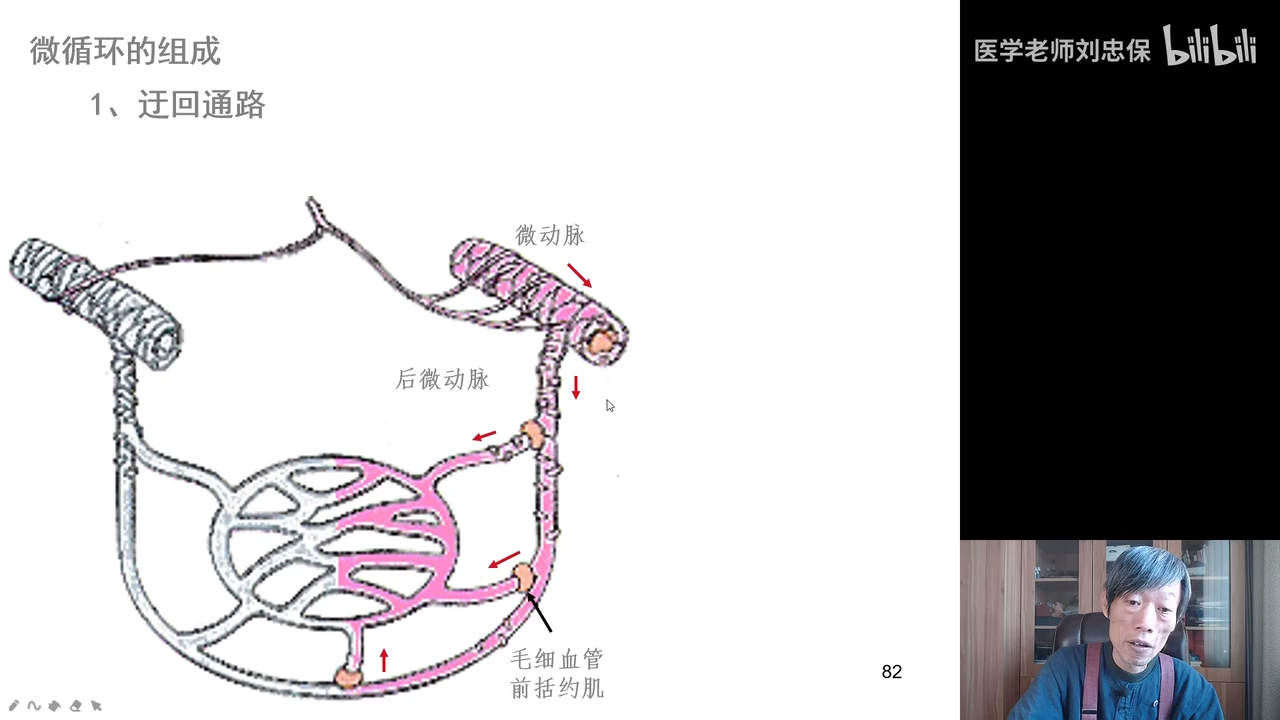 微循环的组成
1、迂回通路
医学老师刘忠保 bilibili
微动脉
后微动脉
毛细血管
前括约肌
82